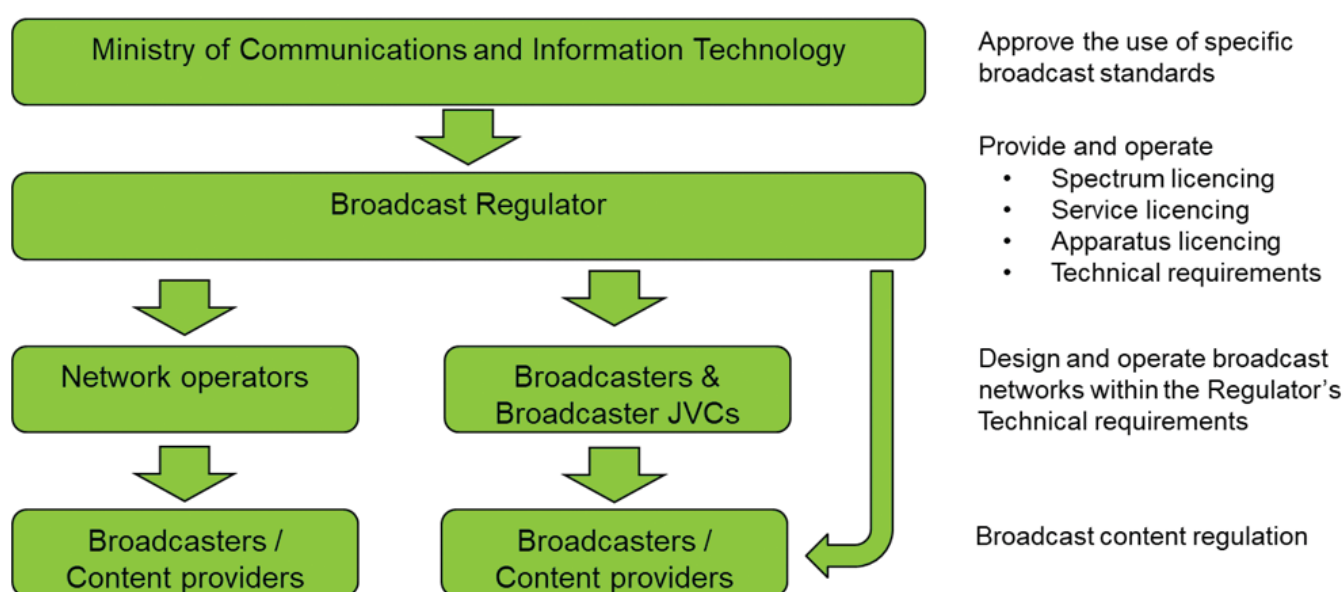 Ministry of Communications and Information Technology
Approve the use of specific
broadcast standards
Broadcast Regulator
Provide and operate
• Spectrum licencing
• Service licencing
• Apparatus licencing
• Technical requirements
Network operators
Broadcasters &
Broadcaster JVCs
Design and operate broadcast
networks within the Regulator's
Technical requirements
Broadcasters /
Content providers
Broadcasters /
Content providers
Broadcast content regulation